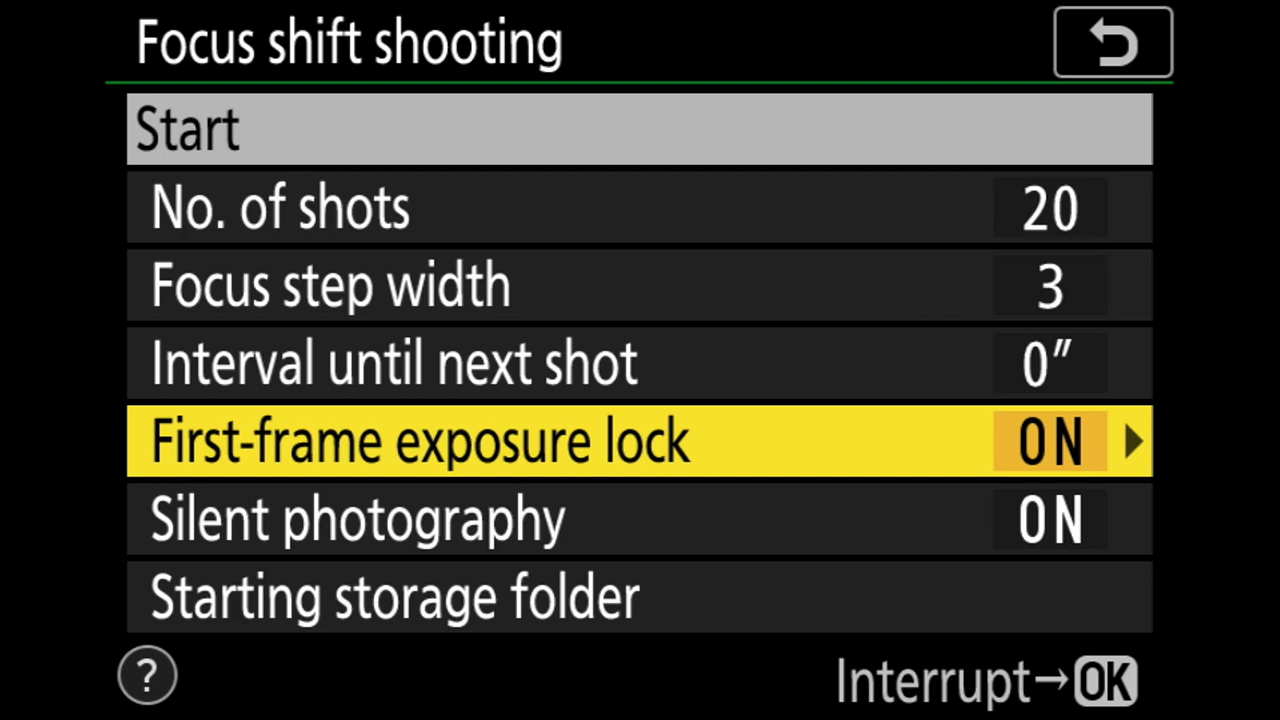 Focus shift shooting
Start
No. of shots 20
Focus step width 3
Interval until next shot 0″
First-frame exposure lock ON
Silent photography ON
Starting storage folder
? Interrupt→OK